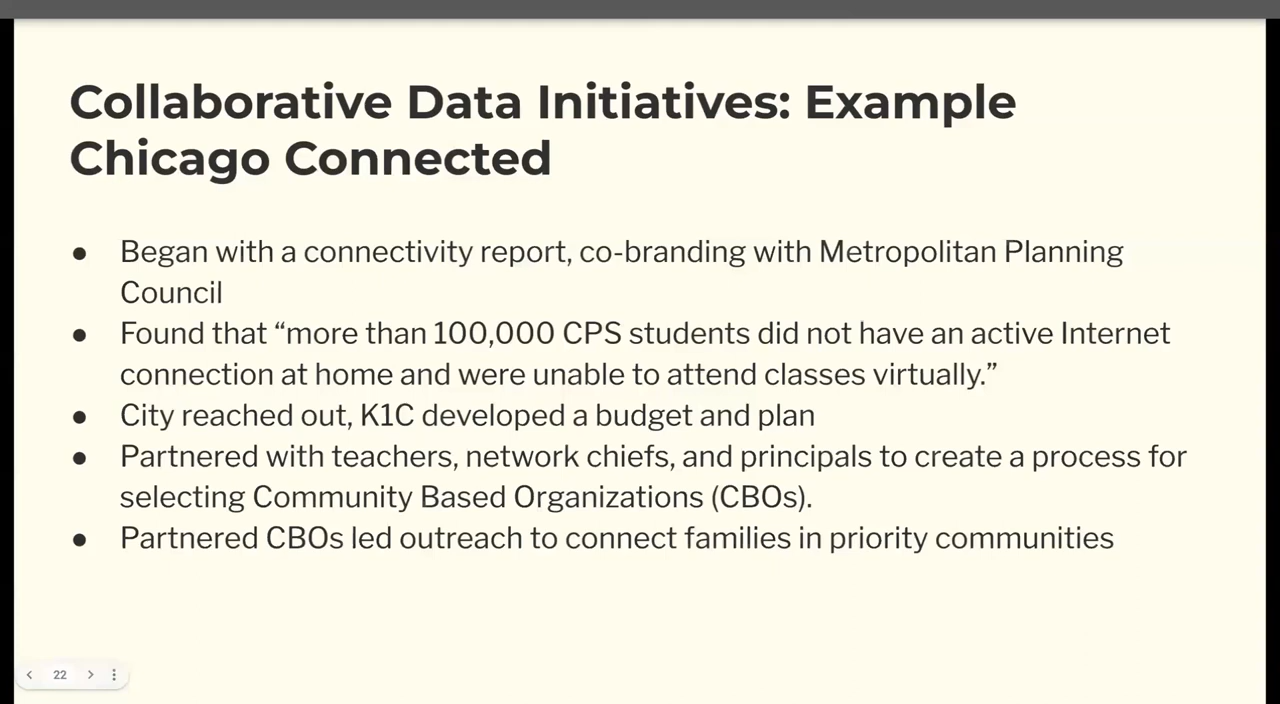 Collaborative Data Initiatives: Example
Chicago Connected
● Began with a connectivity report, co-branding with Metropolitan Planning
Council
● Found that “more than 100,000 CPS students did not have an active Internet
connection at home and were unable to attend classes virtually.”
● City reached out, K1C developed a budget and plan
● Partnered with teachers, network chiefs, and principals to create a process for
selecting Community Based Organizations (CBOs).
● Partnered CBOs led outreach to connect families in priority communities
22